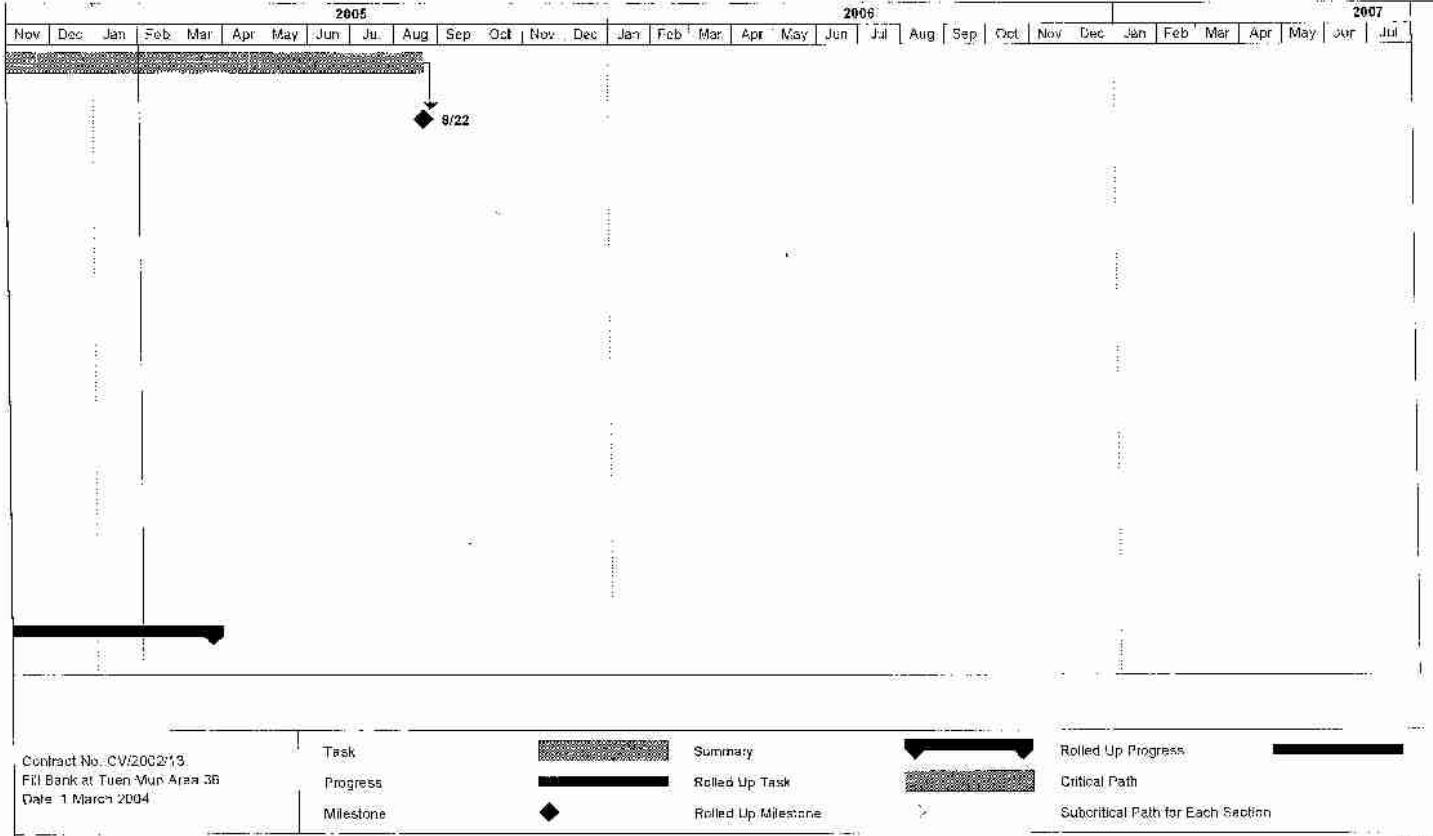 2005 2006 2007
Nov Dec Jan Feb Mar Apr May Jun Ju Aug Sep Oct Nov Dec Jan Feb Mar Apr May Jun Jul Aug Sep Oct Nov Dec Jan Feb Mar Apr May Jun Jul
8/22
Contract No. CV/2002/13
Fill Bank at Tuen Mun Area 38
Date: 1 March 2004
Task
Progress
Milestone
Summary
Rolled Up Task
Rolled Up Milestone
Rolled Up Progress
Critical Path
Subcritical Path for Each Section